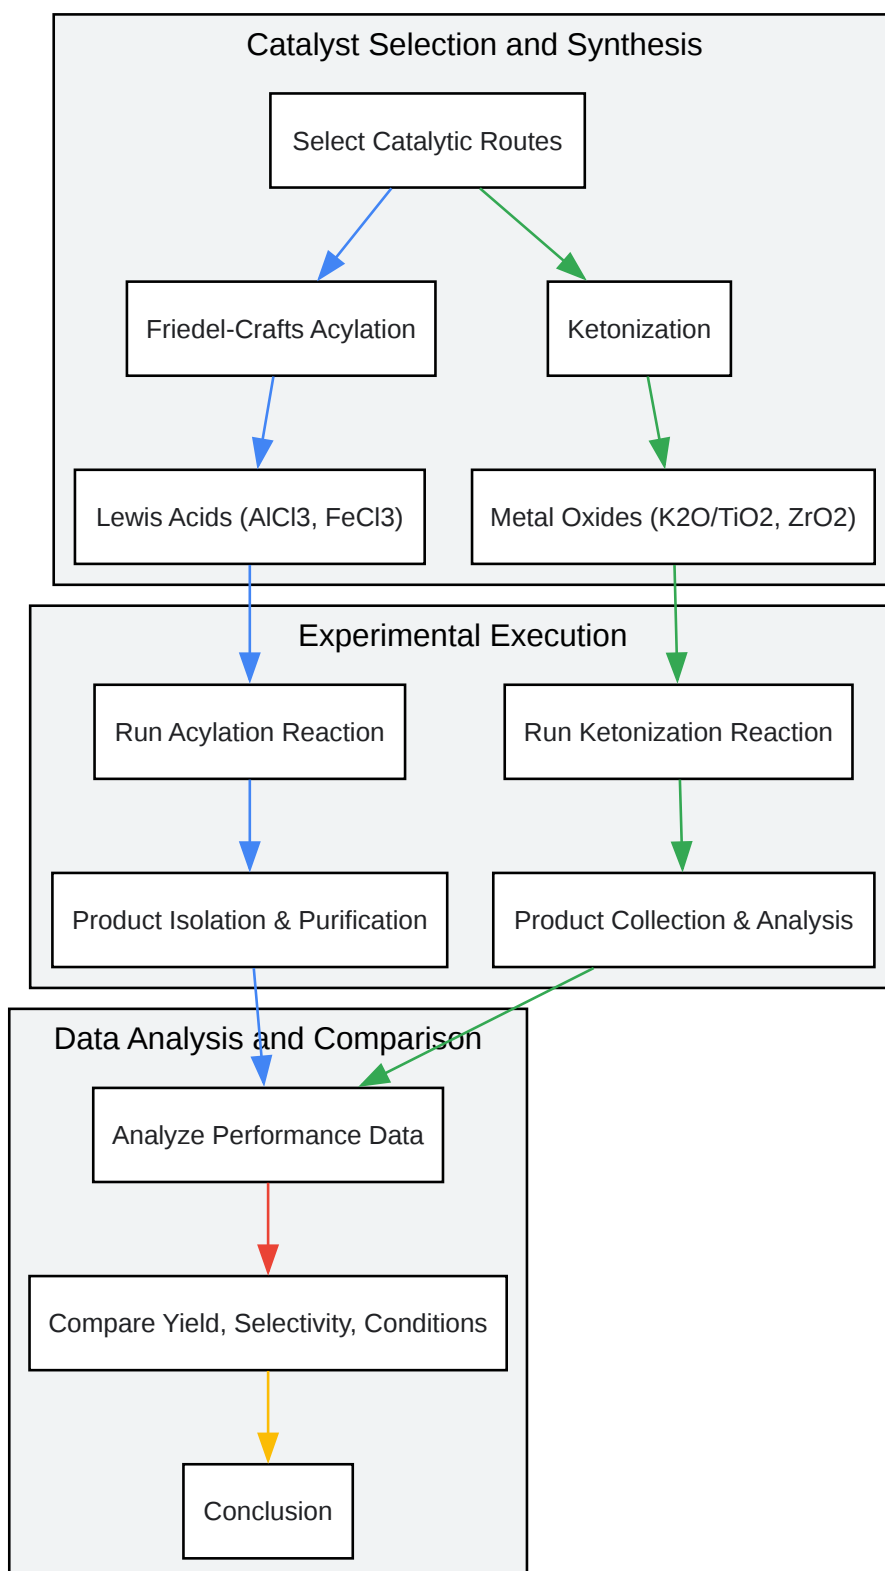 Catalyst Selection and Synthesis
Select Catalytic Routes
Friedel-Crafts Acylation
Ketonization
Lewis Acids (AlCl3, FeCl3)
Metal Oxides (K2O/TiO2, ZrO2)
Experimental Execution
Run Acylation Reaction
Run Ketonization Reaction
Product Isolation & Purification
Product Collection & Analysis
Data Analysis and Comparison
Analyze Performance Data
Compare Yield, Selectivity, Conditions
Conclusion